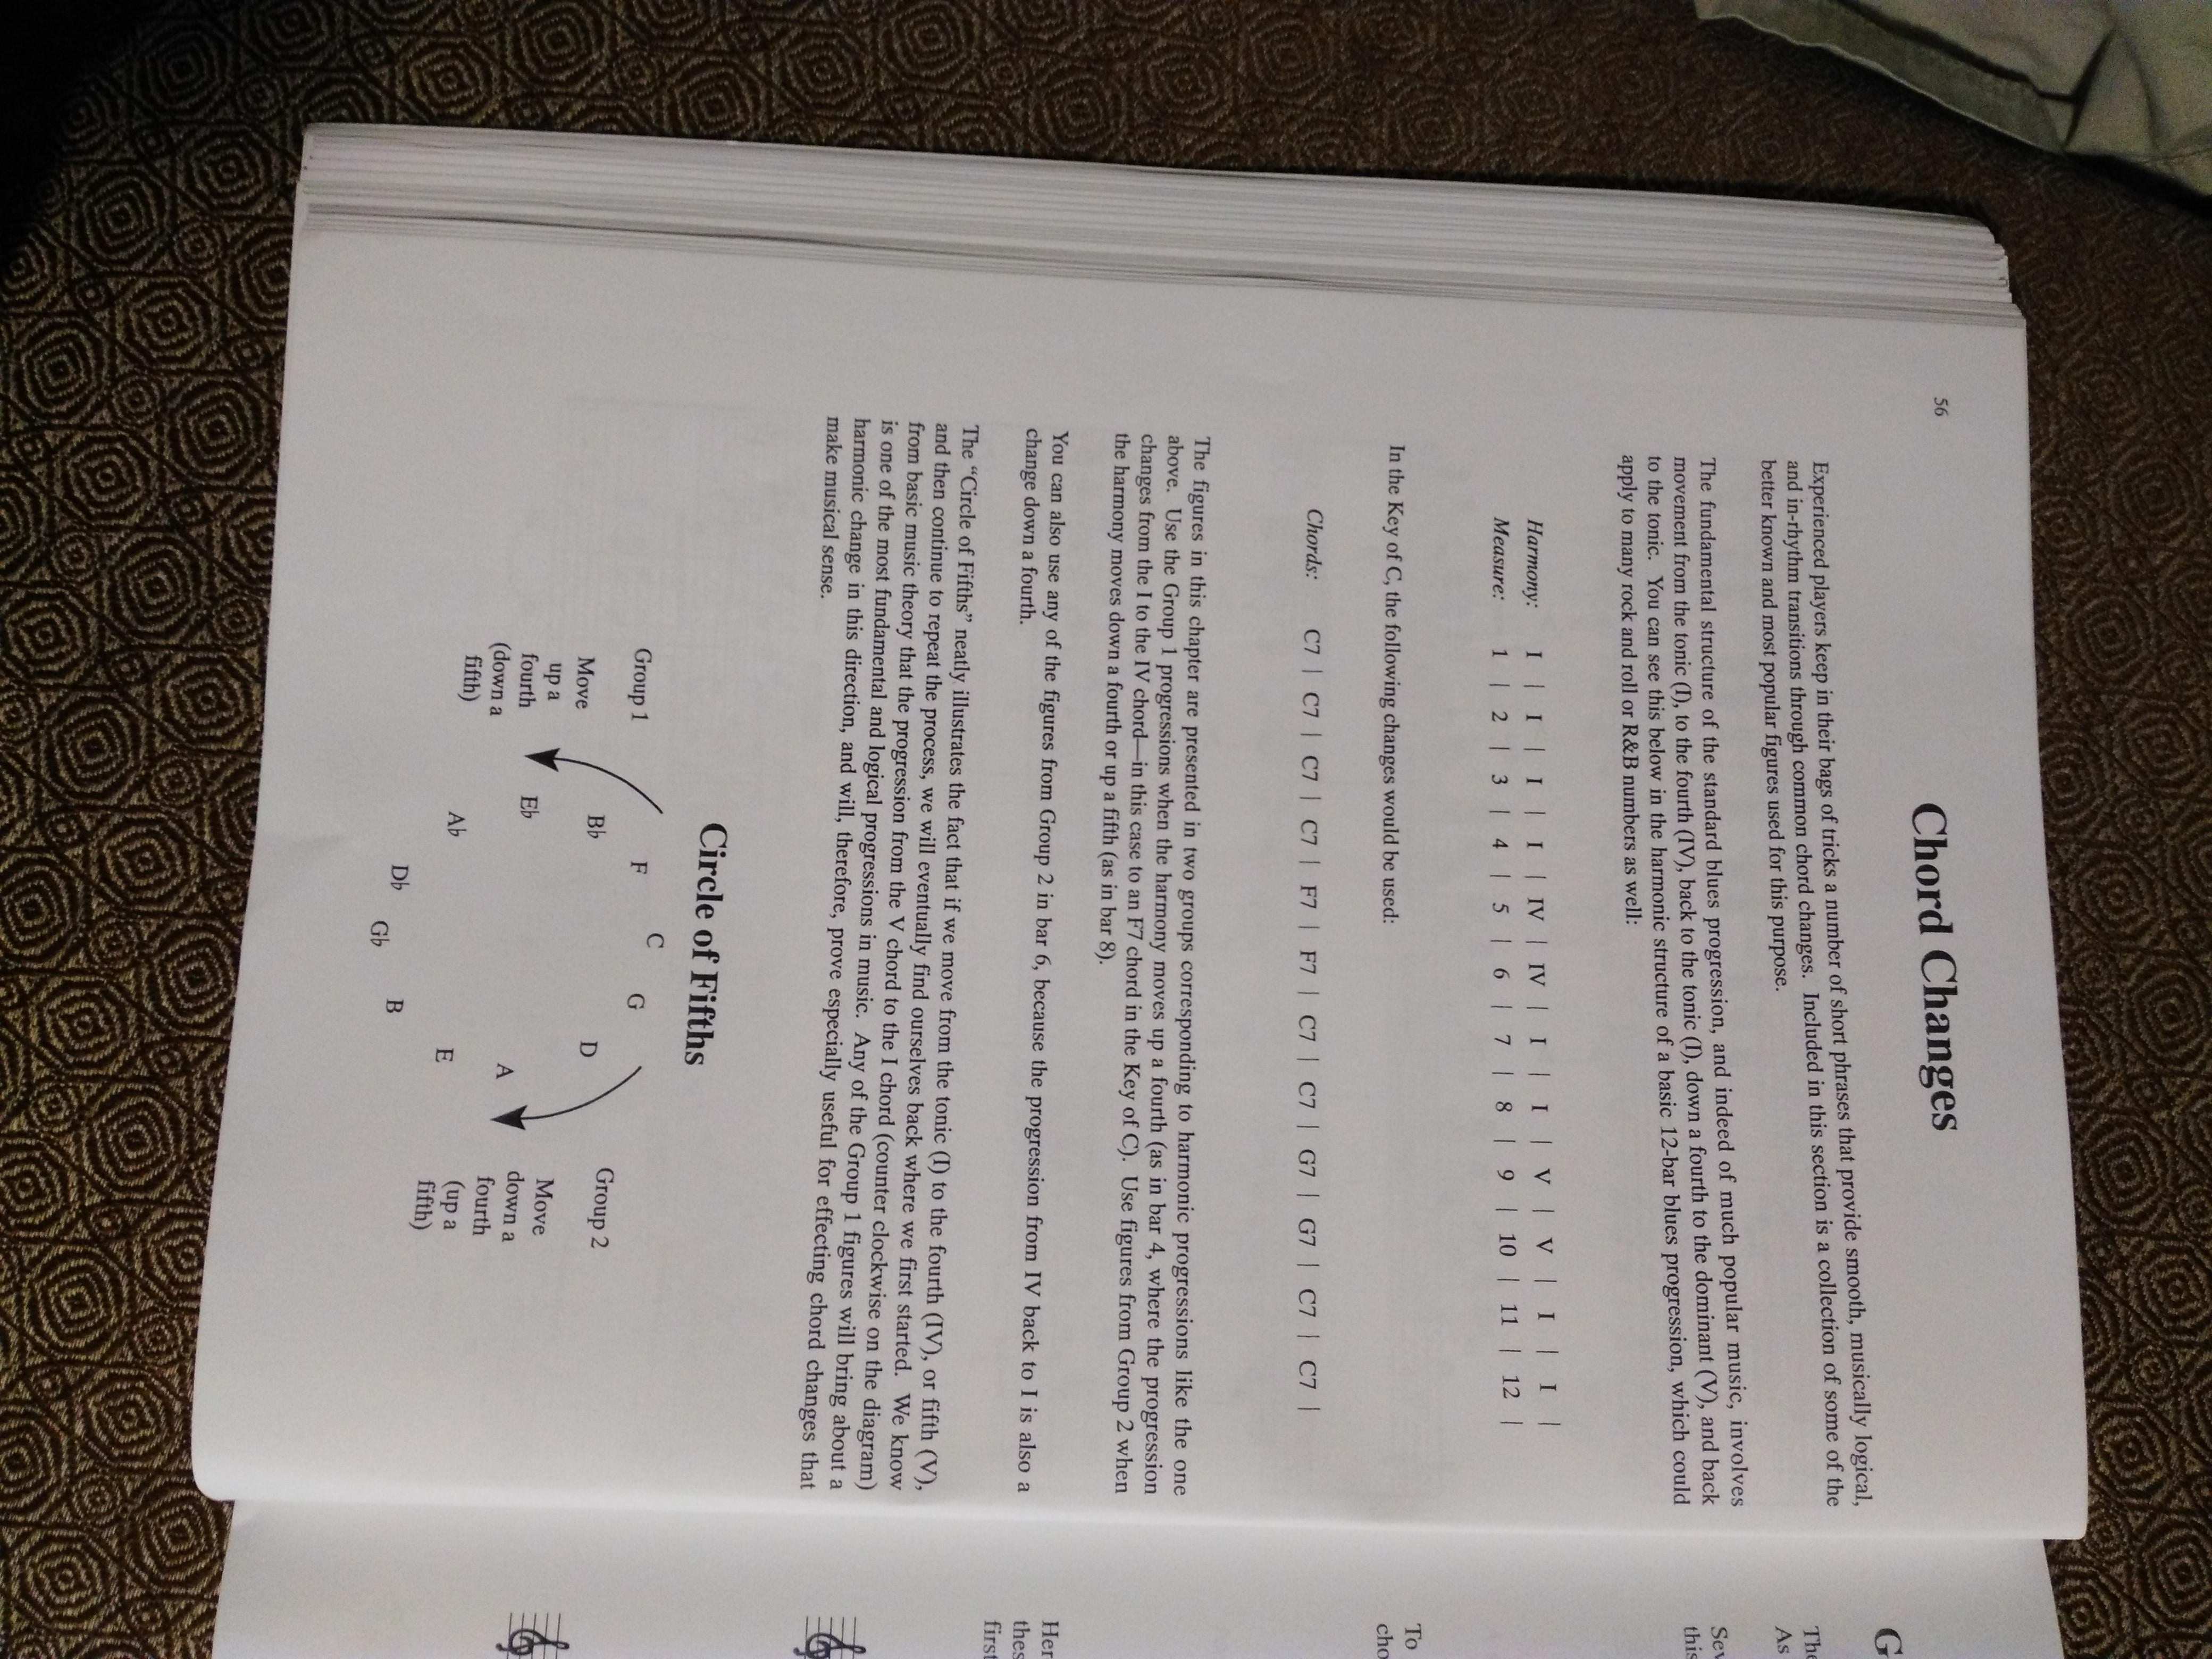 56
Chord Changes
Experienced players keep in their bags of tricks a number of short phrases that provide smooth, musically logical,
and in-rhythm transitions through common chord changes. Included in this section is a collection of some of the
better known and most popular figures used for this purpose.
The fundamental structure of the standard blues progression, and indeed of much popular music, involves
movement from the tonic (I), to the fourth (IV), back to the tonic (I), down a fourth to the dominant (V), and back
to the tonic. You can see this below in the harmonic structure of a basic 12-bar blues progression, which could
apply to many rock and roll or R&B numbers as well:
Harmony: I | I | I | I | IV | IV | I | I | V | V | I | I |
Measure: 1 | 2 | 3 | 4 | 5 | 6 | 7 | 8 | 9 | 10 | 11 | 12 |
In the Key of C, the following changes would be used:
Chords: C7 | C7 | C7 | C7 | F7 | F7 | C7 | C7 | G7 | G7 | C7 | C7 |
The figures in this chapter are presented in two groups corresponding to harmonic progressions like the one
above. Use the Group 1 progressions when the harmony moves up a fourth (as in bar 4, where the progression
changes from the I to the IV chord—in this case to an F7 chord in the Key of C). Use figures from Group 2 when
the harmony moves down a fourth or up a fifth (as in bar 8).
You can also use any of the figures from Group 2 in bar 6, because the progression from IV back to I is also a
change down a fourth.
The “Circle of Fifths” neatly illustrates the fact that if we move from the tonic (I) to the fourth (IV), or fifth (V),
and then continue to repeat the process, we will eventually find ourselves back where we first started. We know
from basic music theory that the progression from the V chord to the I chord (counter clockwise on the diagram)
is one of the most fundamental and logical progressions in music. Any of the Group 1 figures will bring about a
harmonic change in this direction, and will, therefore, prove especially useful for effecting chord changes that
make musical sense.
Circle of Fifths
Group 1
Move
up a
fourth
(down a
fifth)
C
F
G
B♭
D
E♭
A
A♭
E
D♭
B
G♭
Group 2
Move
down a
fourth
(up a
fifth)
G
The
As
Sev
this
To
cho
Her
thes
first